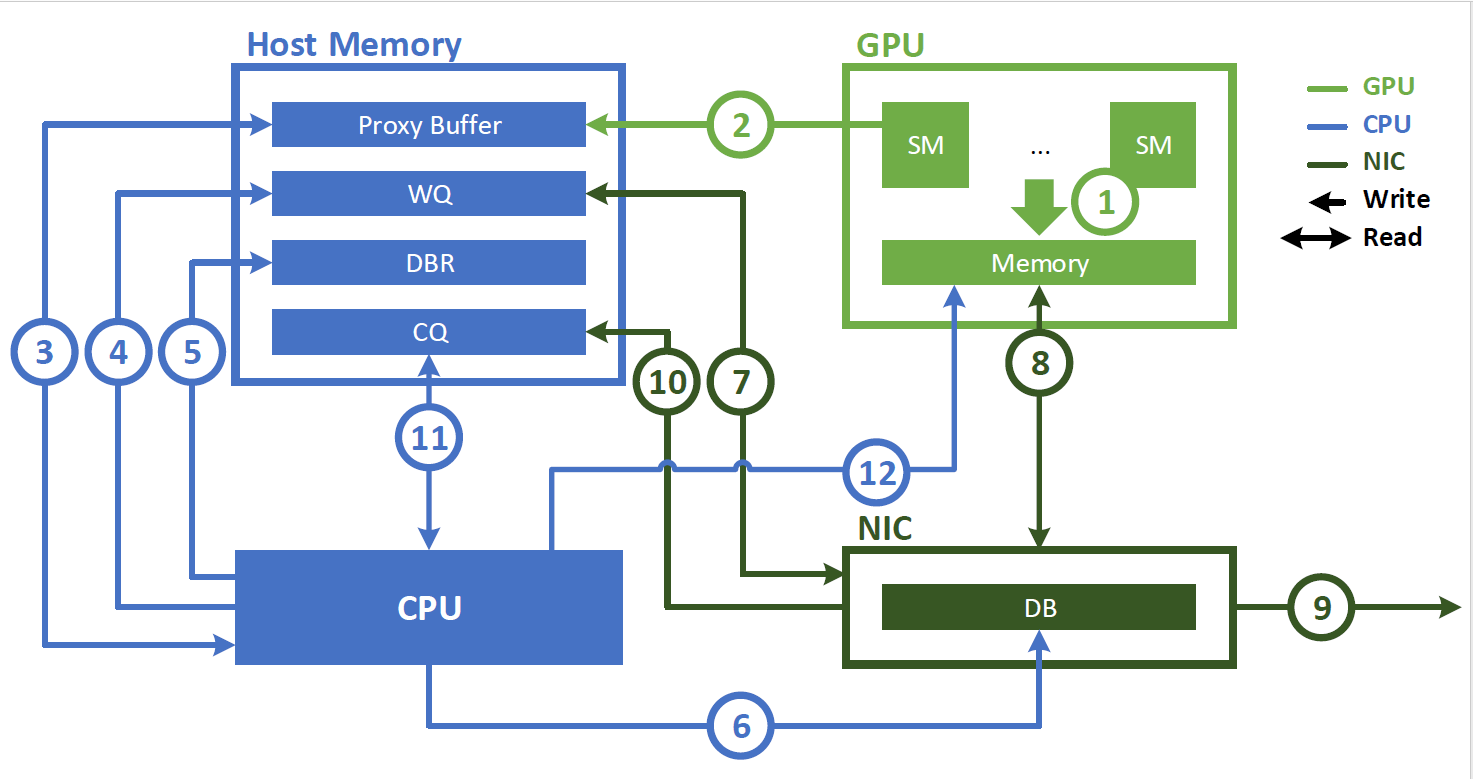 Host Memory
GPU
GPU
CPU
NIC
Write
Read
Proxy Buffer
2
SM
...
SM
WQ
1
DBR
Memory
CQ
3
4
5
10
7
8
11
12
NIC
CPU
DB
9
6